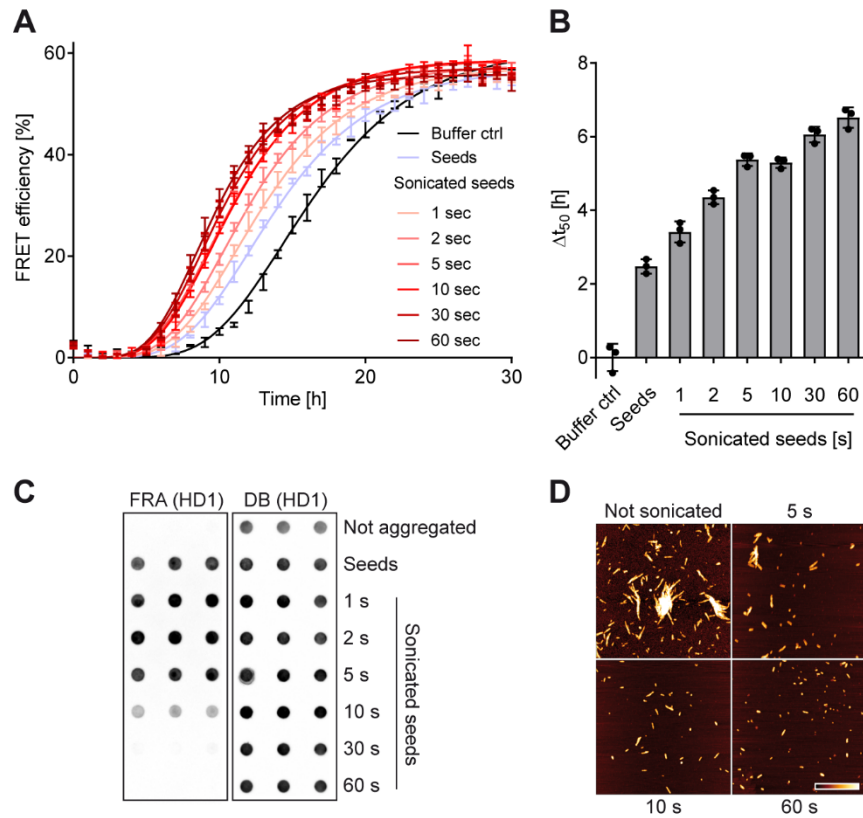 A
FRET efficiency [%]
60
40
20
0
0
10
20
30
Time [h]
Buffer ctrl
Seeds
Sonicated seeds
1 sec
2 sec
5 sec
10 sec
30 sec
60 sec
B
Δt50 [h]
8
6
4
2
0
Buffer ctrl
Seeds
1 2 5 10 30 60
Sonicated seeds [s]
C
FRA (HD1) DB (HD1)
Not aggregated
Seeds
1 s
2 s
5 s
10 s
30 s
60 s
Sonicated seeds
D
Not sonicated 5 s
10 s 60 s